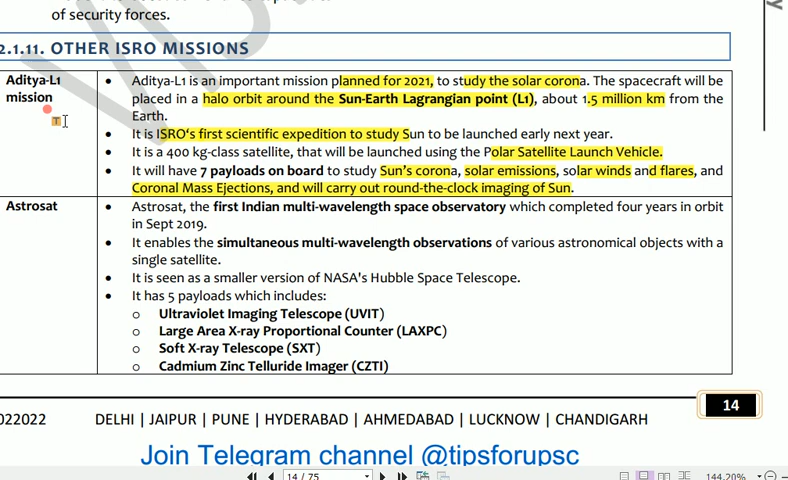 of security forces.
2.1.11. OTHER ISRO MISSIONS
Aditya-L1 mission
• Aditya-L1 is an important mission planned for 2021, to study the solar corona. The spacecraft will be
placed in a halo orbit around the Sun-Earth Lagrangian point (L1), about 1.5 million km from the
Earth.
• It is ISRO's first scientific expedition to study Sun to be launched early next year.
• It is a 400 kg-class satellite, that will be launched using the Polar Satellite Launch Vehicle.
• It will have 7 payloads on board to study Sun's corona, solar emissions, solar winds and flares, and
Coronal Mass Ejections, and will carry out round-the-clock imaging of Sun.
Astrosat
• Astrosat, the first Indian multi-wavelength space observatory which completed four years in orbit
in Sept 2019.
• It enables the simultaneous multi-wavelength observations of various astronomical objects with a
single satellite.
• It is seen as a smaller version of NASA's Hubble Space Telescope.
• It has 5 payloads which includes:
o Ultraviolet Imaging Telescope (UVIT)
o Large Area X-ray Proportional Counter (LAXPC)
o Soft X-ray Telescope (SXT)
o Cadmium Zinc Telluride Imager (CZTI)
14
022022 DELHI | JAIPUR | PUNE | HYDERABAD | AHMEDABAD | LUCKNOW | CHANDIGARH
Join Telegram channel @tipsforupsc
14 / 75 144.20%